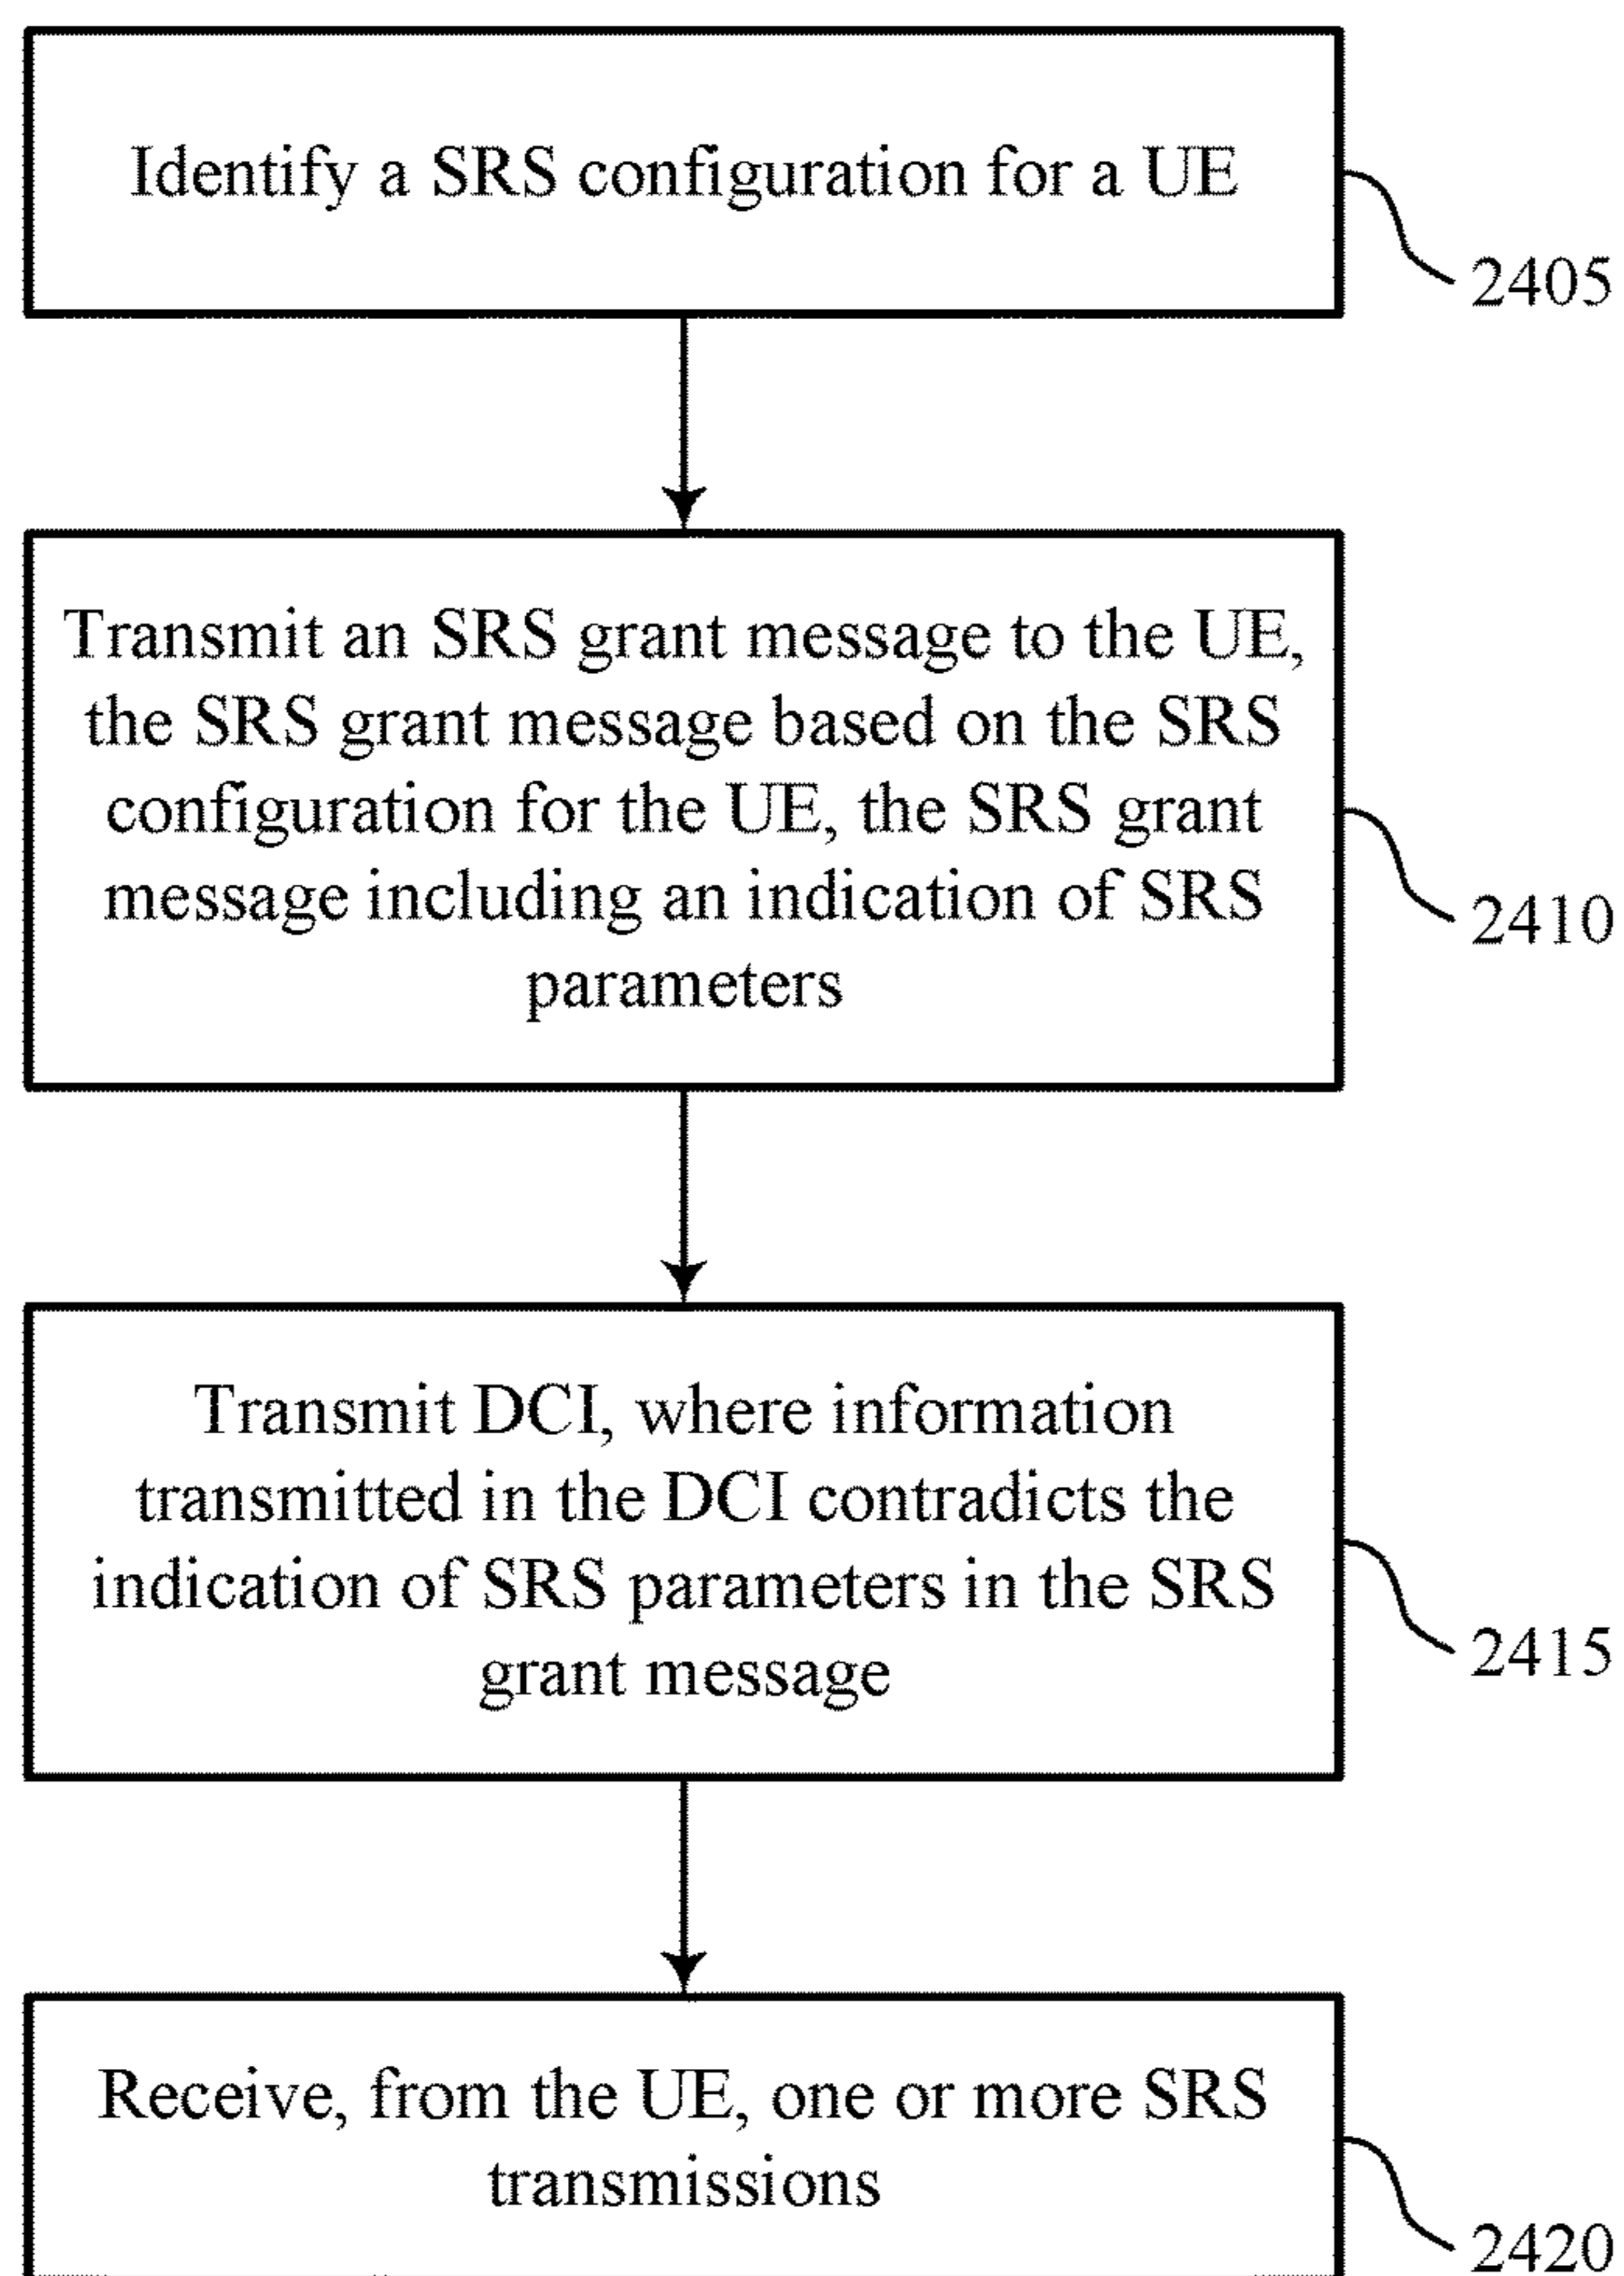 Identify a SRS configuration for a UE
2405
Transmit an SRS grant message to the UE,
the SRS grant message based on the SRS
configuration for the UE, the SRS grant
message including an indication of SRS
parameters
2410
Transmit DCI, where information
transmitted in the DCI contradicts the
indication of SRS parameters in the SRS
grant message
2415
Receive, from the UE, one or more SRS
transmissions
2420